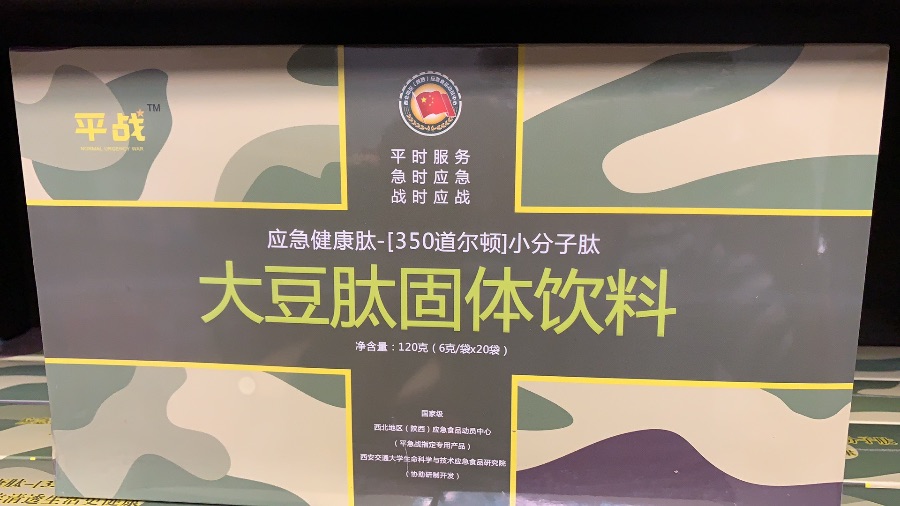 平战TM
平时服务
急时应急
战时应战
应急健康肽-[350道尔顿]小分子肽
大豆肽固体饮料
净含量：120克（6克/袋x20袋）
国家级
西北地区（陕西）应急食品动员中心
（平急战指定专用产品）
西安交通大学生命科学与技术应急食品研究院
（协助研制开发）